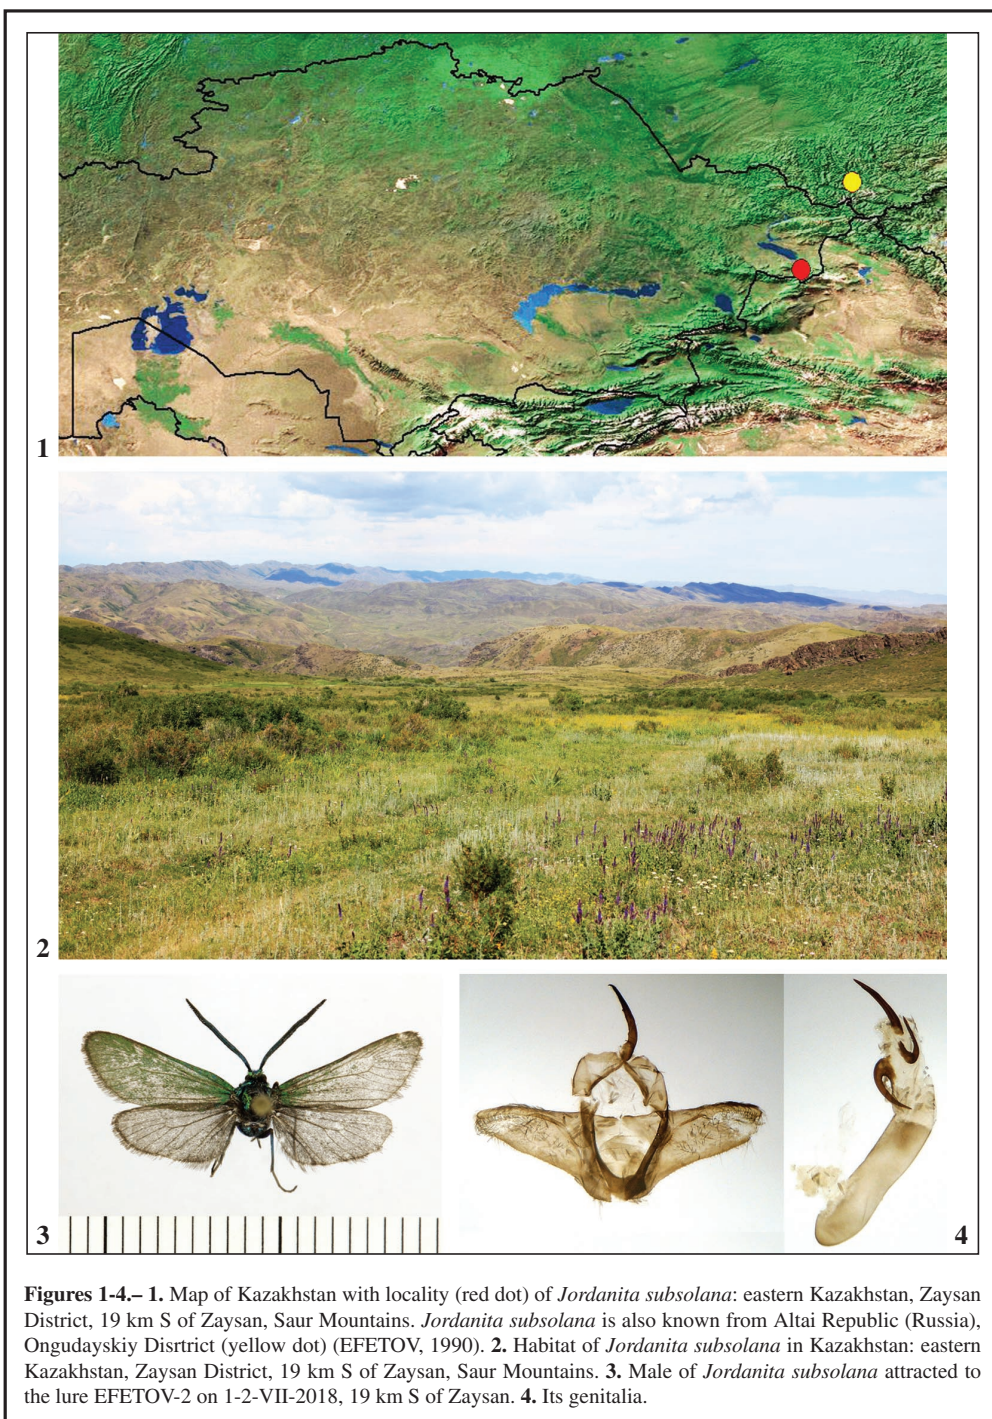 1
2
3
4
Figures 1-4.– 1. Map of Kazakhstan with locality (red dot) of Jordanita subsolana: eastern Kazakhstan, Zaysan
District, 19 km S of Zaysan, Saur Mountains. Jordanita subsolana is also known from Altai Republic (Russia),
Ongudayskiy Disrtrict (yellow dot) (EFETOV, 1990). 2. Habitat of Jordanita subsolana in Kazakhstan: eastern
Kazakhstan, Zaysan District, 19 km S of Zaysan, Saur Mountains. 3. Male of Jordanita subsolana attracted to
the lure EFETOV-2 on 1-2-VII-2018, 19 km S of Zaysan. 4. Its genitalia.